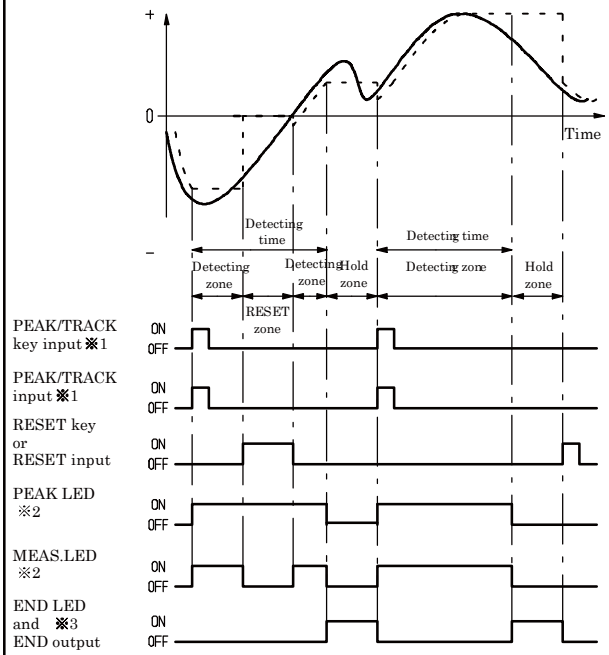 +
0
Time
−
Detecting
time
Detecting time
Detecting
zone
Detecting
zone
Hold
zone
Detecting zone
Hold
zone
RESET
zone
PEAK/TRACK
key input ※1
ON
OFF
PEAK/TRACK
input ※1
ON
OFF
RESET key
or
RESET input
ON
OFF
PEAK LED
※2
ON
OFF
MEAS.LED
※2
ON
OFF
END LED
and ※3
END output
ON
OFF